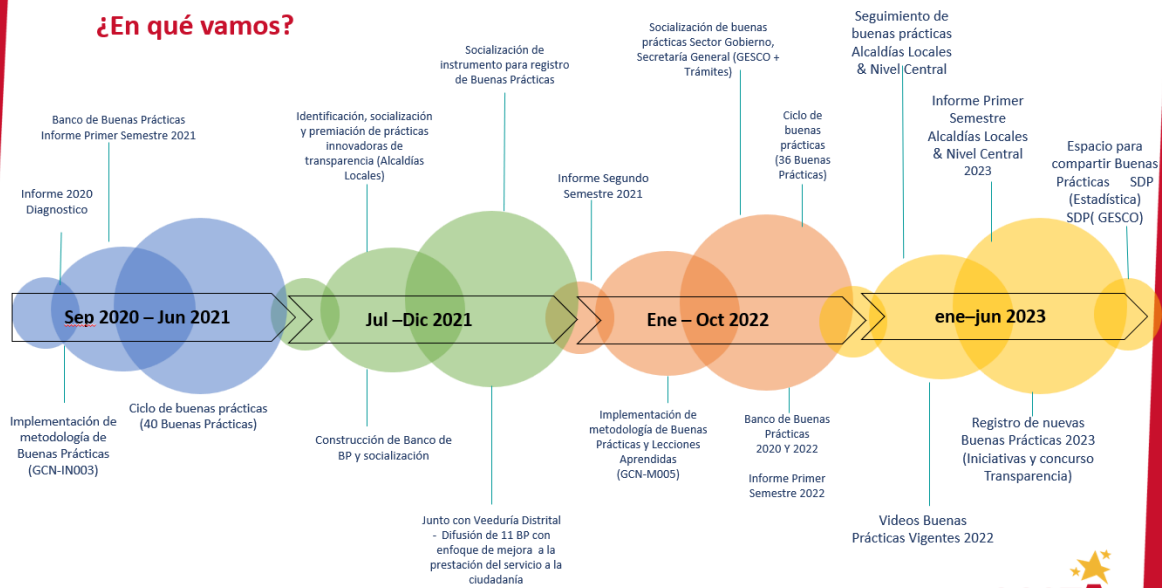 ¿En qué vamos?
Banco de Buenas Prácticas
Informe Primer Semestre 2021
Informe 2020
Diagnostico
Sep 2020 – Jun 2021
Implementación de
metodología de
Buenas Prácticas
(GCN-IN003)
Ciclo de buenas prácticas
(40 Buenas Prácticas)
Socialización de
instrumento para registro
de Buenas Prácticas
Identificación, socialización
y premiación de prácticas
innovadoras de
transparencia (Alcaldías
Locales)
Jul –Dic 2021
Construcción de Banco de
BP y socialización
Junto con Veeduría Distrital
- Difusión de 11 BP con
enfoque de mejora a la
prestación del servicio a la
ciudadanía
Informe Segundo
Semestre 2021
Socialización de buenas
prácticas Sector Gobierno,
Secretaría General (GESCO +
Trámites)
Ciclo de
buenas
prácticas
(36 Buenas
Prácticas)
Ene – Oct 2022
Implementación de
metodología de Buenas
Prácticas y Lecciones
Aprendidas
(GCN-M005)
Banco de Buenas
Prácticas
2020 Y 2022
Informe Primer
Semestre 2022
Seguimiento de
buenas prácticas
Alcaldías Locales
& Nivel Central
Informe Primer
Semestre
Alcaldías Locales
& Nivel Central
2023
Espacio para
compartir Buenas
Prácticas SDP
(Estadística)
SDP( GESCO)
ene–jun 2023
Videos Buenas
Prácticas Vigentes 2022
Registro de nuevas
Buenas Prácticas 2023
(Iniciativas y concurso
Transparencia)